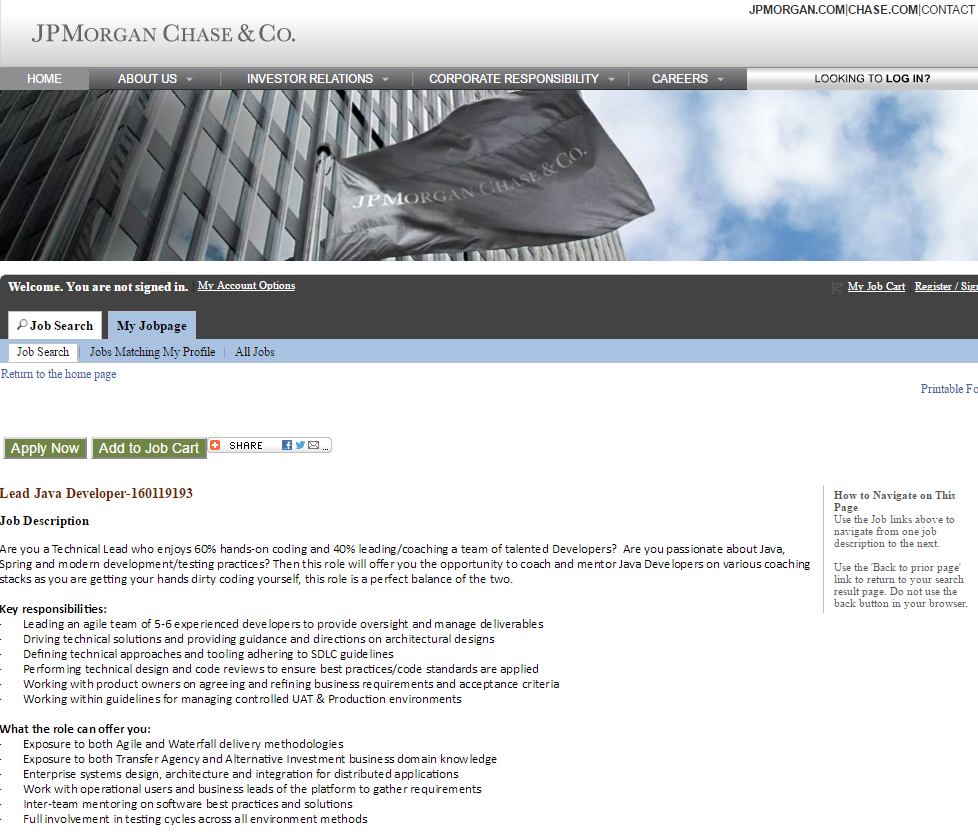 JPMORGAN.COM|CHASE.COM|CONTACT
JPMORGAN CHASE & CO.
HOME ABOUT US INVESTOR RELATIONS CORPORATE RESPONSIBILITY CAREERS LOOKING TO LOG IN?
JPMORGAN CHASE & CO.
Welcome. You are not signed in. | My Account Options My Job Cart | Register / Sign
Job Search My Jobpage
Job Search | Jobs Matching My Profile | All Jobs
Return to the home page
Printable Fo
Apply Now Add to Job Cart SHARE ...
Lead Java Developer-160119193
Job Description
Are you a Technical Lead who enjoys 60% hands-on coding and 40% leading/coaching a team of talented Developers? Are you passionate about Java,
Spring and modern development/testing practices? Then this role will offer you the opportunity to coach and mentor Java Developers on various coaching
stacks as you are getting your hands dirty coding yourself, this role is a perfect balance of the two.
Key responsibilities:
· Leading an agile team of 5-6 experienced developers to provide oversight and manage deliverables
· Driving technical solutions and providing guidance and directions on architectural designs
· Defining technical approaches and tooling adhering to SDLC guidelines
· Performing technical design and code reviews to ensure best practices/code standards are applied
· Working with product owners on agreeing and refining business requirements and acceptance criteria
· Working within guidelines for managing controlled UAT & Production environments
What the role can offer you:
· Exposure to both Agile and Waterfall delivery methodologies
· Exposure to both Transfer Agency and Alternative Investment business domain knowledge
· Enterprise systems design, architecture and integration for distributed applications
· Work with operational users and business leads of the platform to gather requirements
· Inter-team mentoring on software best practices and solutions
· Full involvement in testing cycles across all environment methods
How to Navigate on This
Page
Use the Job links above to
navigate from one job
description to the next.
Use the 'Back to prior page'
link to return to your search
result page. Do not use the
back button in your browser.